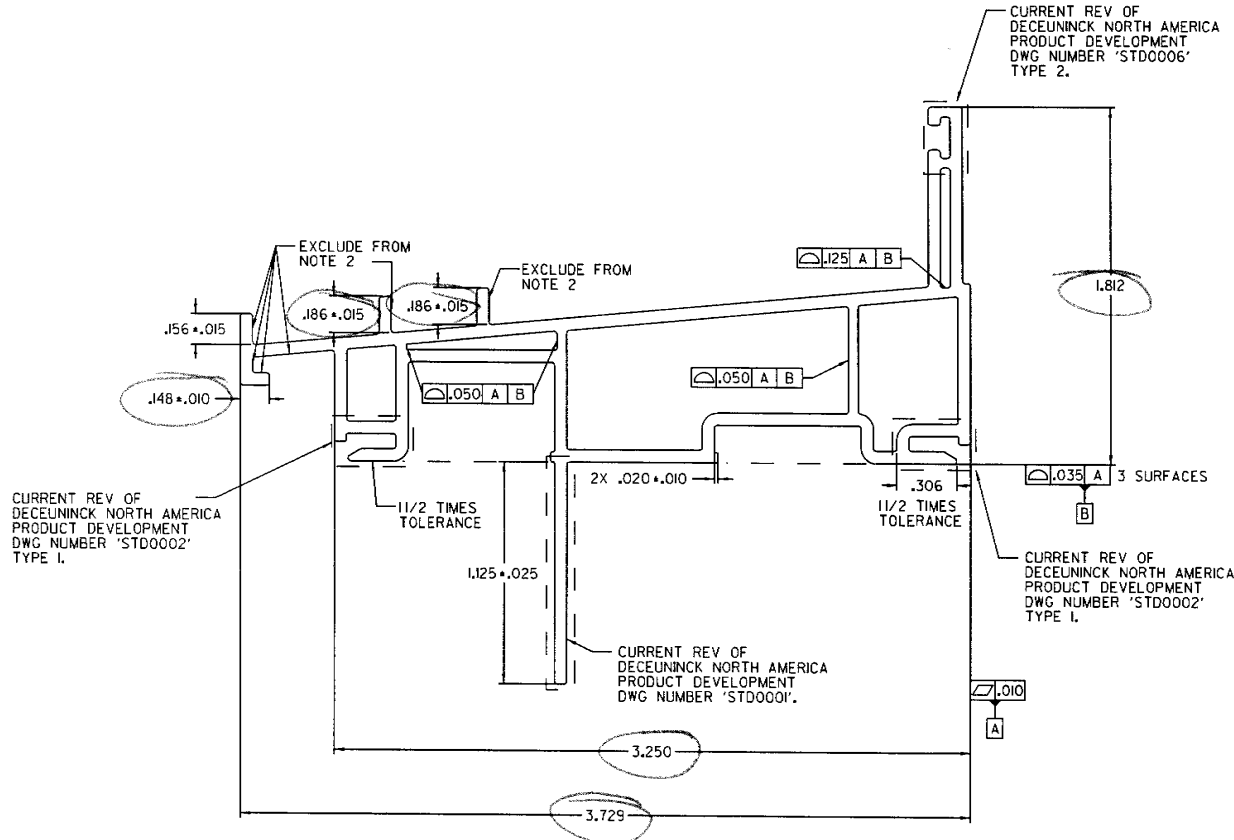 CURRENT REV OF
DECEUNINCK NORTH AMERICA
PRODUCT DEVELOPMENT
DWG NUMBER 'STD0006'
TYPE 2.
EXCLUDE FROM
NOTE 2
EXCLUDE FROM
NOTE 2
.125 A B
1.812
.186±.015
.186±.015
.156±.015
.050 A B
.050 A B
.148±.010
2X .020±.010
.306
.035 A 3 SURFACES
B
11/2 TIMES
TOLERANCE
11/2 TIMES
TOLERANCE
CURRENT REV OF
DECEUNINCK NORTH AMERICA
PRODUCT DEVELOPMENT
DWG NUMBER 'STD0002'
TYPE 1.
CURRENT REV OF
DECEUNINCK NORTH AMERICA
PRODUCT DEVELOPMENT
DWG NUMBER 'STD0002'
TYPE 1.
1.125±.025
CURRENT REV OF
DECEUNINCK NORTH AMERICA
PRODUCT DEVELOPMENT
DWG NUMBER 'STD0001'.
.010
A
3.250
3.729